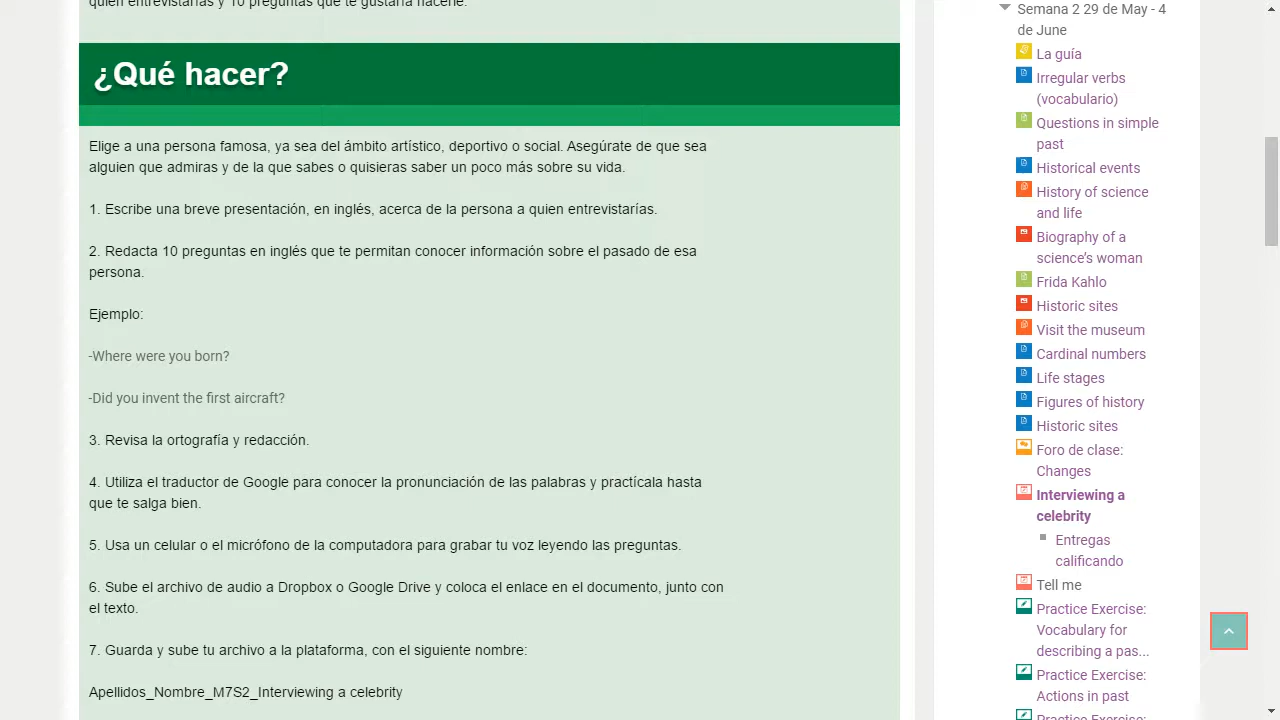 quien entrevistarías y 10 preguntas que te gustaría hacerle.
¿Qué hacer?
Elige a una persona famosa, ya sea del ámbito artístico, deportivo o social. Asegúrate de que sea
alguien que admiras y de la que sabes o quisieras saber un poco más sobre su vida.
1. Escribe una breve presentación, en inglés, acerca de la persona a quien entrevistarías.
2. Redacta 10 preguntas en inglés que te permitan conocer información sobre el pasado de esa
persona.
Ejemplo:
-Where were you born?
-Did you invent the first aircraft?
3. Revisa la ortografía y redacción.
4. Utiliza el traductor de Google para conocer la pronunciación de las palabras y practícala hasta
que te salga bien.
5. Usa un celular o el micrófono de la computadora para grabar tu voz leyendo las preguntas.
6. Sube el archivo de audio a Dropbox o Google Drive y coloca el enlace en el documento, junto con
el texto.
7. Guarda y sube tu archivo a la plataforma, con el siguiente nombre:
Apellidos_Nombre_M7S2_Interviewing a celebrity
Semana 2 29 de May - 4
de June
La guía
Irregular verbs
(vocabulario)
Questions in simple
past
Historical events
History of science
and life
Biography of a
science’s woman
Frida Kahlo
Historic sites
Visit the museum
Cardinal numbers
Life stages
Figures of history
Historic sites
Foro de clase:
Changes
Interviewing a
celebrity
Entregas
calificando
Tell me
Practice Exercise:
Vocabulary for
describing a pas...
Practice Exercise:
Actions in past
Practice Exercise: